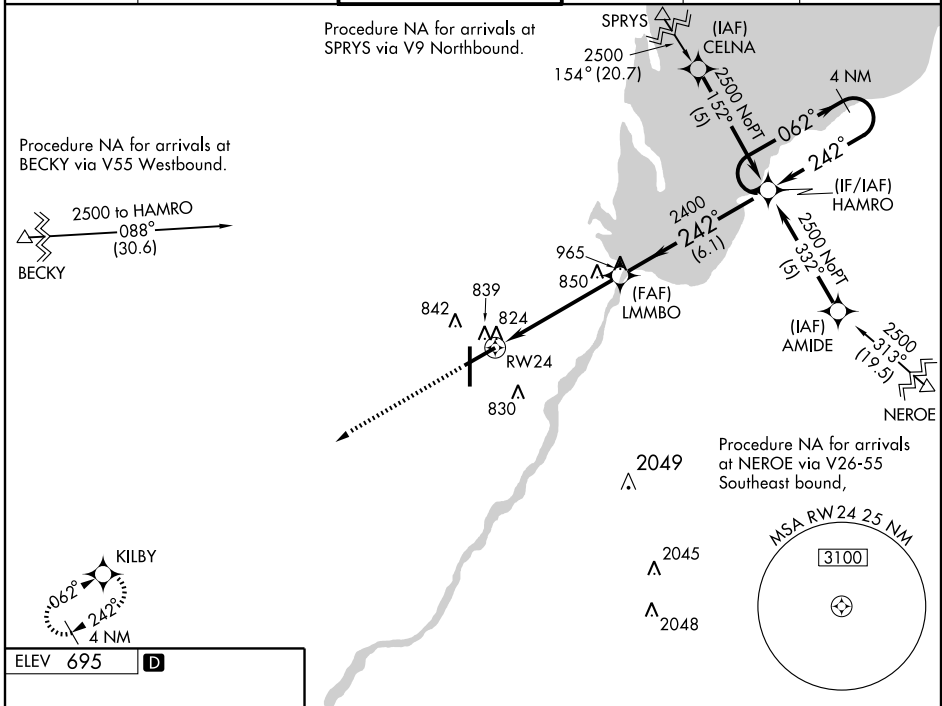 Procedure NA for arrivals at
SPRYS via V9 Northbound.
SPRYS
2500
154° (20.7)
(IAF)
CELNA
2500 NoPT
152°
(5)
4 NM
062°
242°
(IF/IAF)
HAMRO
Procedure NA for arrivals at
BECKY via V55 Westbound.
2500 to HAMRO
088°
(30.6)
BECKY
2400
242°
(6.1)
2500 NoPT
332°
(5)
965
850
(FAF)
LMMBO
839
842
824
RW24
830
(IAF)
AMIDE
2500
313°
(19.5)
NEROE
2049
Procedure NA for arrivals
at NEROE via V26-55
Southeast bound,
MSA RW24 25 NM
3100
2045
2048
KILBY
062°
242°
4 NM
ELEV 695 D